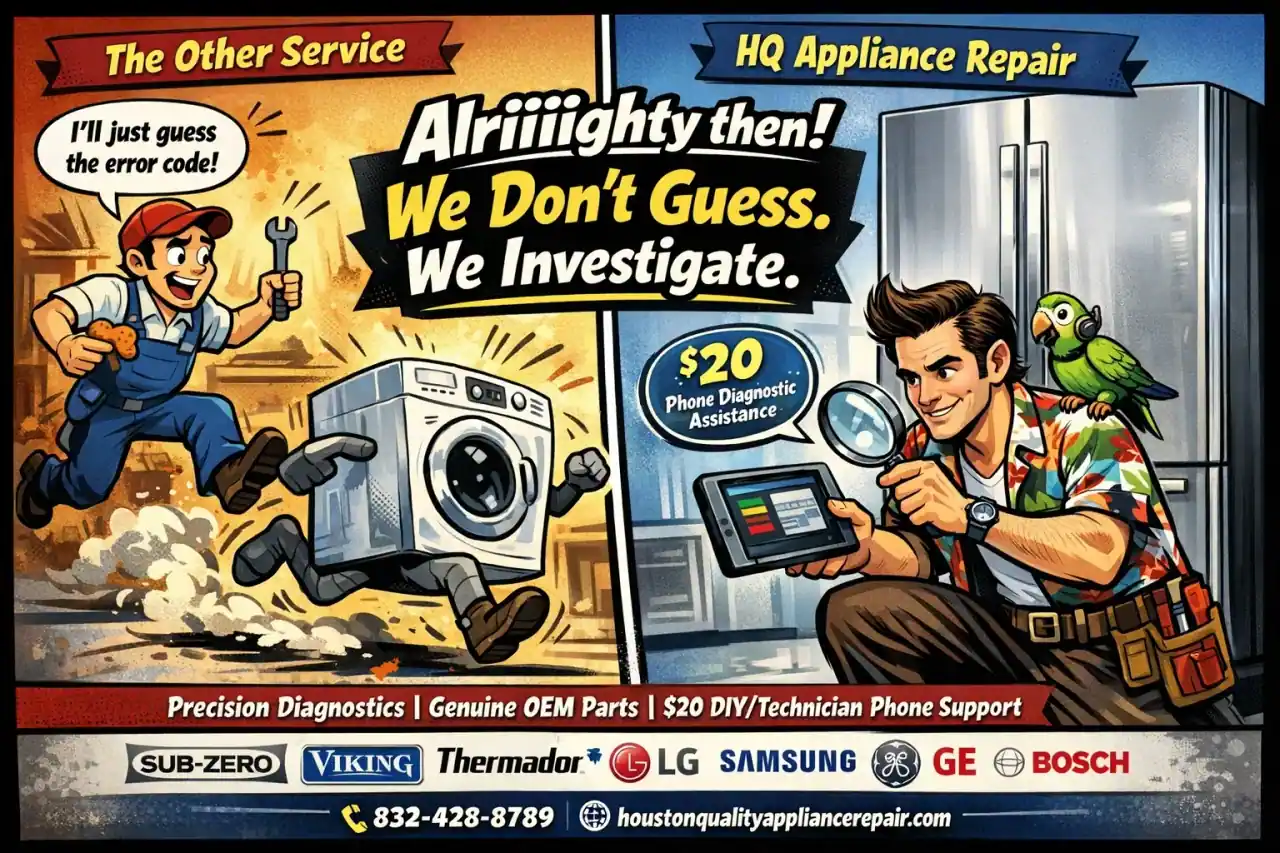 The Other Service
HQ Appliance Repair
I'll just guess
the error code!
Alriiiighty then!
We Don't Guess.
We Investigate.
$20
Phone Diagnostic
Assistance
Precision Diagnostics | Genuine OEM Parts | $20 DIY/Technician Phone Support
SUB-ZERO VIKING Thermador LG SAMSUNG GE BOSCH
832-428-8789 | houstonqualityappliancerepair.com